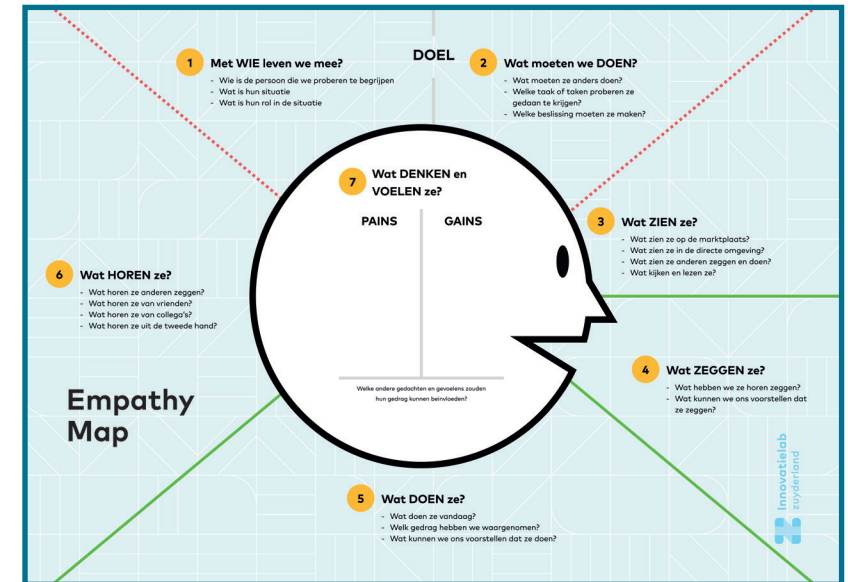 DOEL
1 Met WIE leven we mee?
- Wie is de persoon die we proberen te begrijpen
- Wat is hun situatie
- Wat is hun rol in de situatie
2 Wat moeten we DOEN?
- Wat moeten ze anders doen?
- Welke taak of taken proberen ze
gedaan te krijgen?
- Welke beslissing moeten ze maken?
3 Wat ZIEN ze?
- Wat zien ze op de marktplaats?
- Wat zien ze in de directe omgeving?
- Wat zien ze anderen zeggen en doen?
- Wat kijken en lezen ze?
4 Wat ZEGGEN ze?
- Wat hebben we ze horen zeggen?
- Wat kunnen we ons voorstellen dat
ze zeggen?
5 Wat DOEN ze?
- Wat doen ze vandaag?
- Welk gedrag hebben we waargenomen?
- Wat kunnen we ons voorstellen dat ze doen?
6 Wat HOREN ze?
- Wat horen ze anderen zeggen?
- Wat horen ze van vrienden?
- Wat horen ze van collega's?
- Wat horen ze uit de tweede hand?
7 Wat DENKEN en
VOELEN ze?
PAINS GAINS
Welke andere gedachten en gevoelens zouden
hun gedrag kunnen beinvloeden?
Empathy
Map
Innovatielab
zuyderland